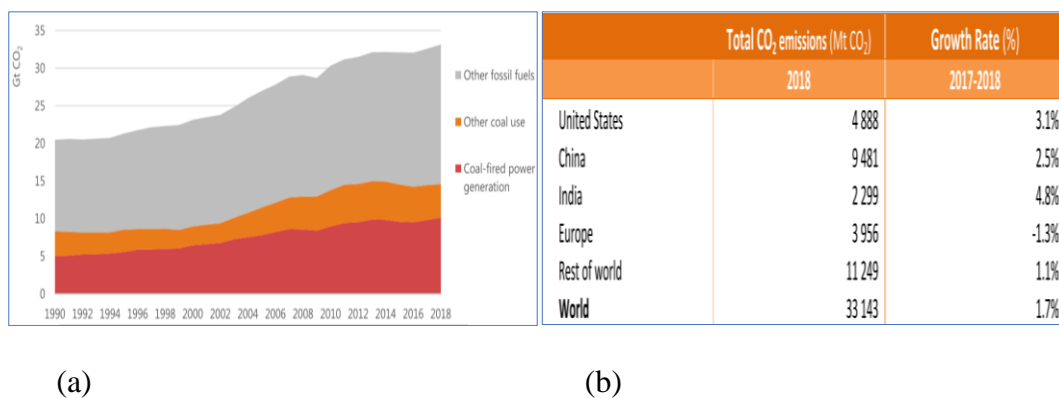 35
30
25
20
15
10
5
0
Gt CO2
1990 1992 1994 1996 1998 2000 2002 2004 2006 2008 2010 2012 2014 2016 2018
Other fossil fuels
Other coal use
Coal-fired power
generation
Total CO2 emissions (Mt CO2) Growth Rate (%)
2018 2017-2018
United States 4 888 3.1%
China 9 481 2.5%
India 2 299 4.8%
Europe 3 956 -1.3%
Rest of world 11 249 1.1%
World 33 143 1.7%
(a) (b)